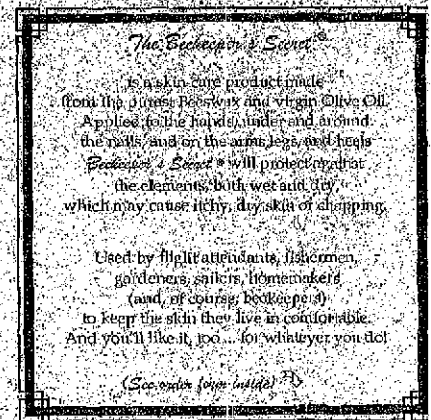 The Beekeeper's Secret®
is a skin care product made
from the purest Beeswax and virgin Olive Oil.
Applied to the hands, under and around
the nails, and on the arms, legs, and heels
Beekeeper's Secret® will protect against
the elements, both wet and dry,
which may cause itchy, dry skin or chapping.
Used by flight attendants, fishermen,
gardeners, sailors, homemakers
(and, of course, beekeepers)
to keep the skin they live in comfortable.
And you'll like it, too... for whatever you do!
(See order form inside)